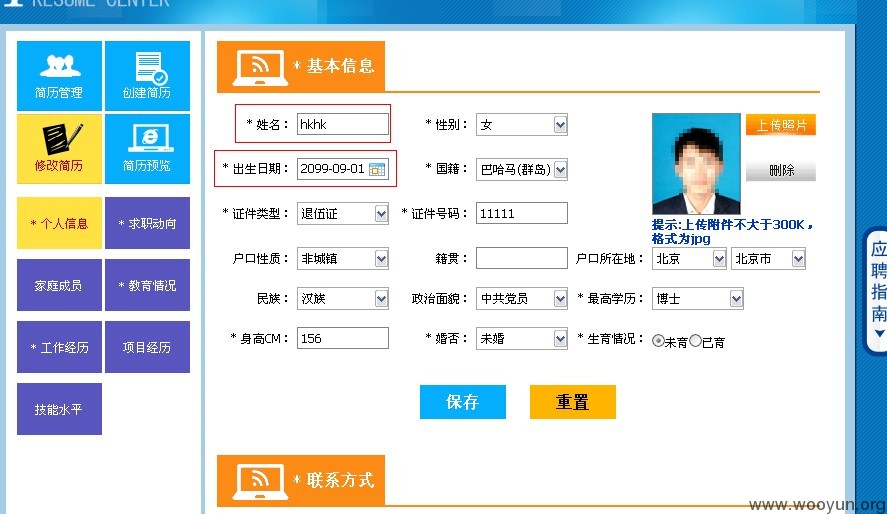 RESUME CENTER
简历管理 创建简历
修改简历 简历预览
* 个人信息 * 求职动向
家庭成员 * 教育情况
* 工作经历 项目经历
技能水平
* 基本信息
* 姓名： hkhk * 性别： 女
* 出生日期： 2099-09-01 * 国籍： 巴哈马(群岛)
上传照片
删除
提示:上传附件不大于300K，
格式为jpg
* 证件类型： 退伍证 * 证件号码： 11111
户口性质： 非城镇 籍贯： 户口所在地： 北京 北京市
民族： 汉族 政治面貌： 中共党员 * 最高学历： 博士
* 身高CM： 156 * 婚否： 未婚 * 生育情况： 未育 已育
保存 重置
* 联系方式
应
聘
指
南
www.wooyun.org